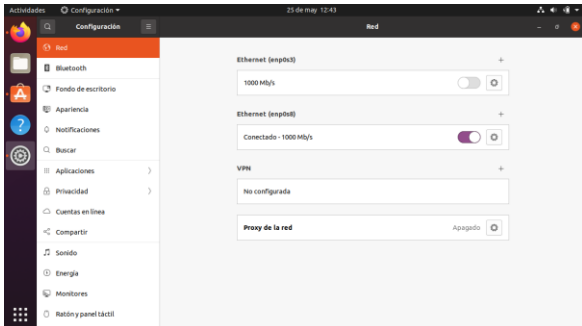 Actividades
Configuración
25 de may 12:43
Configuración
Red
Red
Bluetooth
Fondo de escritorio
Apariencia
Notificaciones
Buscar
Aplicaciones
Privacidad
Cuentas en línea
Compartir
Sonido
Energía
Monitores
Ratón y panel táctil
Ethernet (enp0s3)
1000 Mb/s
Ethernet (enp0s8)
Conectado - 1000 Mb/s
VPN
No configurada
Proxy de la red
Apagado